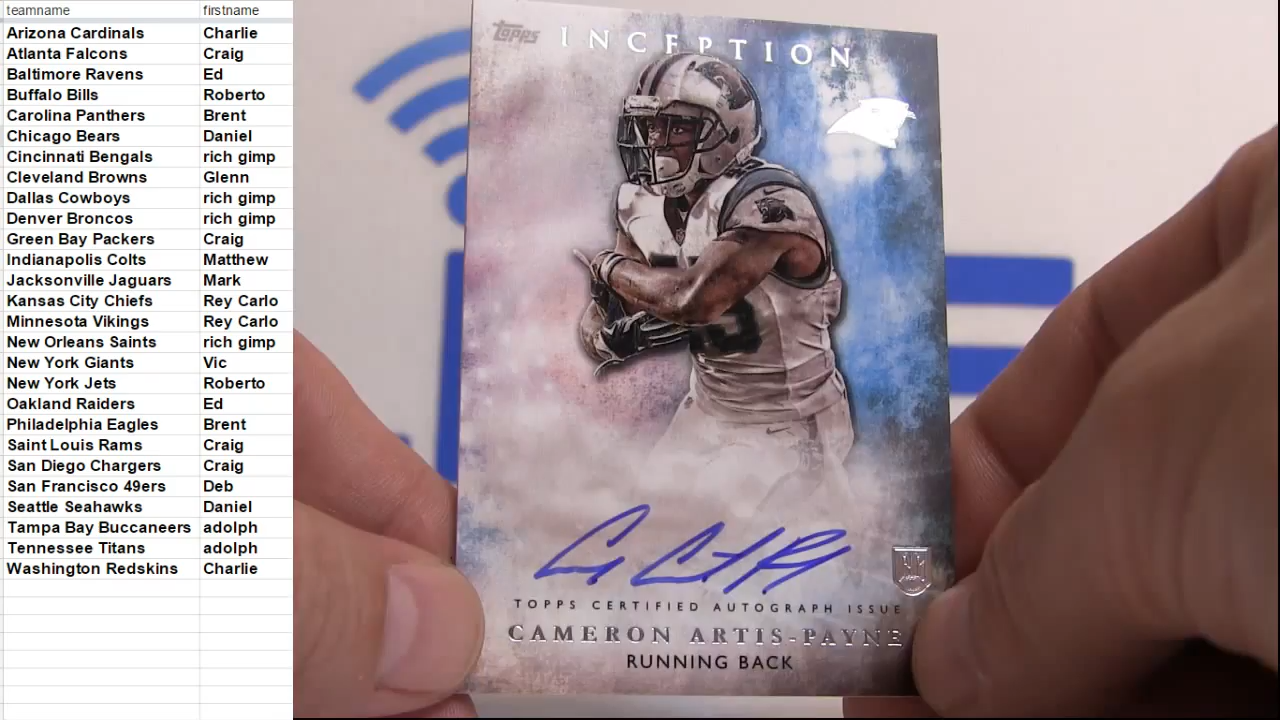 teamname firstname
Arizona Cardinals Charlie
Atlanta Falcons Craig
Baltimore Ravens Ed
Buffalo Bills Roberto
Carolina Panthers Brent
Chicago Bears Daniel
Cincinnati Bengals rich gimp
Cleveland Browns Glenn
Dallas Cowboys rich gimp
Denver Broncos rich gimp
Green Bay Packers Craig
Indianapolis Colts Matthew
Jacksonville Jaguars Mark
Kansas City Chiefs Rey Carlo
Minnesota Vikings Rey Carlo
New Orleans Saints rich gimp
New York Giants Vic
New York Jets Roberto
Oakland Raiders Ed
Philadelphia Eagles Brent
Saint Louis Rams Craig
San Diego Chargers Craig
San Francisco 49ers Deb
Seattle Seahawks Daniel
Tampa Bay Buccaneers adolph
Tennessee Titans adolph
Washington Redskins Charlie
Topps INCEPTION
TOPPS CERTIFIED AUTOGRAPH ISSUE
CAMERON ARTIS-PAYNE
RUNNING BACK